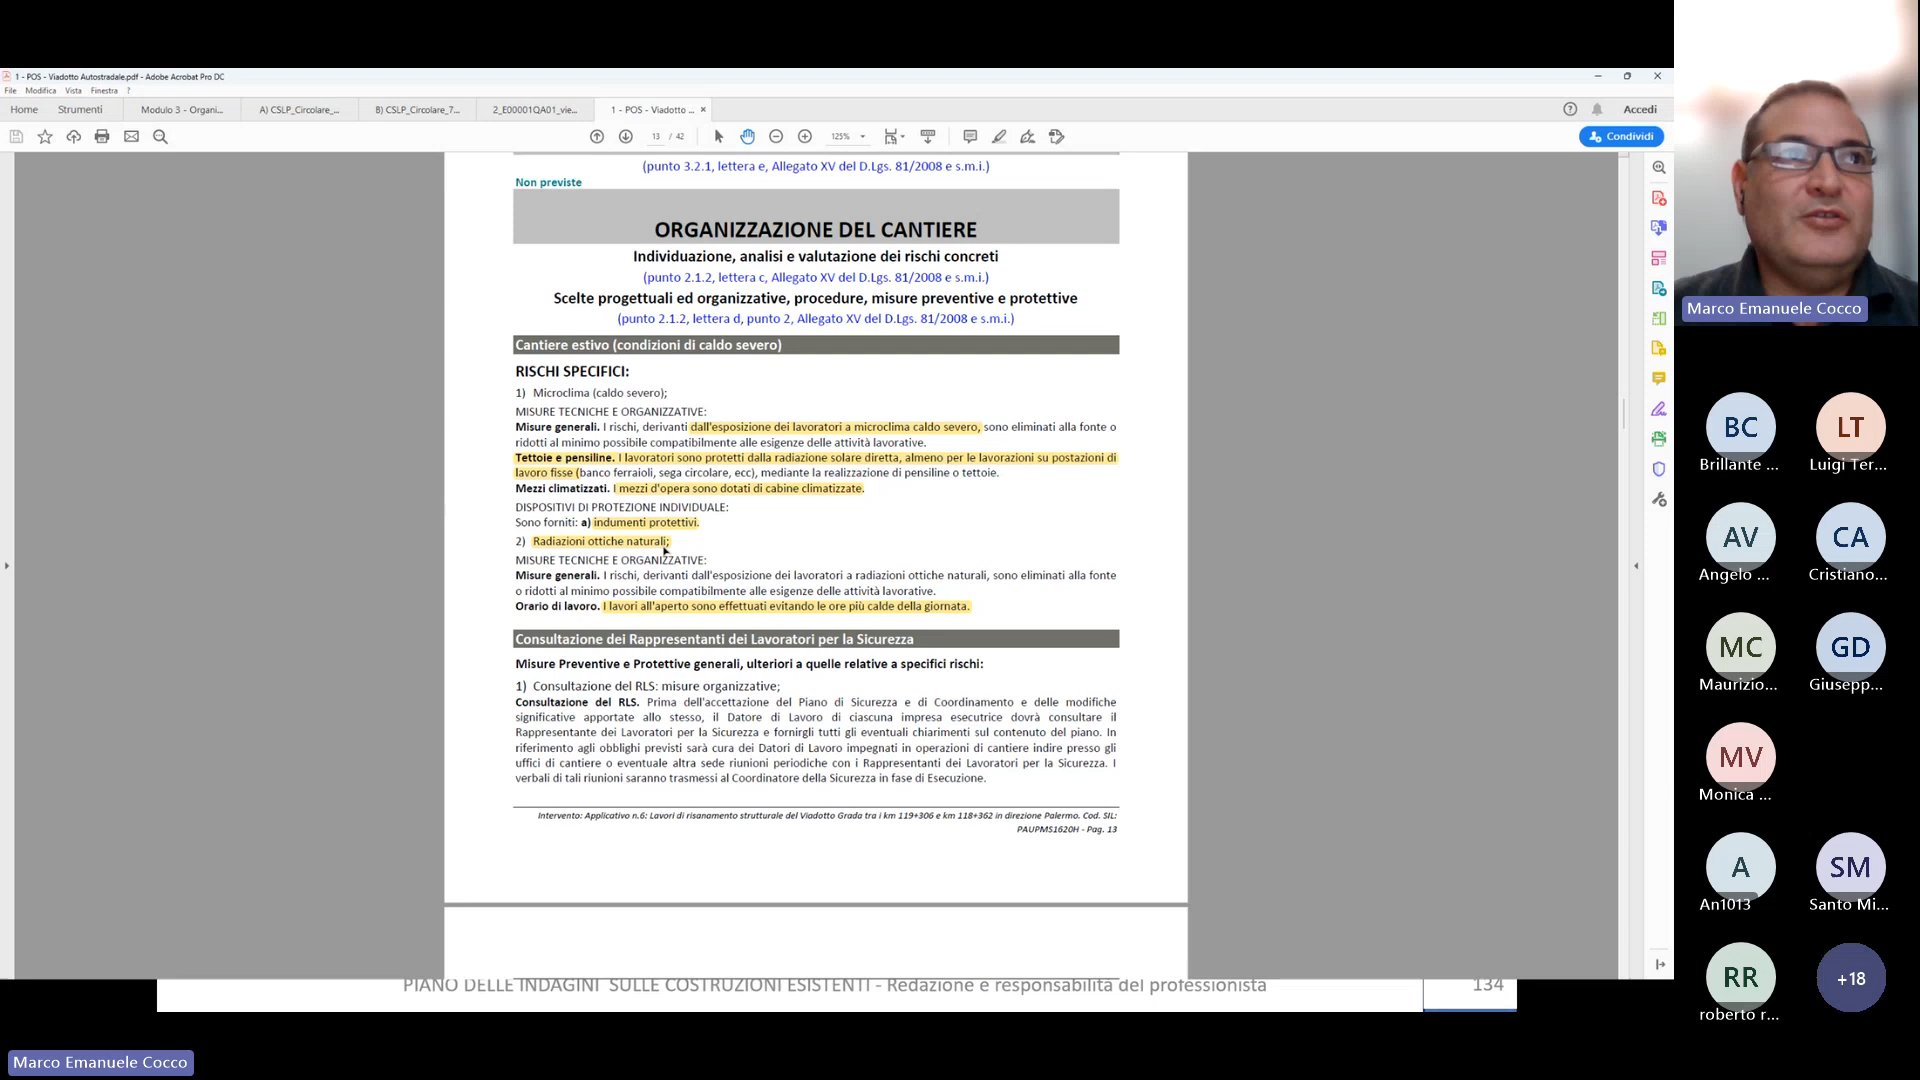 1 - POS - Viadotto Autostradale.pdf - Adobe Acrobat Pro DC
File Modifica Vista Finestra ?
Home Strumenti Modulo 3 - Organi... A) CSLP_Circolare_... B) CSLP_Circolare_7... 2_E00001QA01_vie... 1 - POS - Viadotto ... × Accedi
13 / 42 125% Condividi
(punto 3.2.1, lettera e, Allegato XV del D.Lgs. 81/2008 e s.m.i.)
Non previste
ORGANIZZAZIONE DEL CANTIERE
Individuazione, analisi e valutazione dei rischi concreti
(punto 2.1.2, lettera c, Allegato XV del D.Lgs. 81/2008 e s.m.i.)
Scelte progettuali ed organizzative, procedure, misure preventive e protettive
(punto 2.1.2, lettera d, punto 2, Allegato XV del D.Lgs. 81/2008 e s.m.i.)
Cantiere estivo (condizioni di caldo severo)
RISCHI SPECIFICI:
1) Microclima (caldo severo);
MISURE TECNICHE E ORGANIZZATIVE:
Misure generali. I rischi, derivanti dall'esposizione dei lavoratori a microclima caldo severo, sono eliminati alla fonte o
ridotti al minimo possibile compatibilmente alle esigenze delle attività lavorative.
Tettoie e pensiline. I lavoratori sono protetti dalla radiazione solare diretta, almeno per le lavorazioni su postazioni di
lavoro fisse (banco ferraioli, sega circolare, ecc), mediante la realizzazione di pensiline o tettoie.
Mezzi climatizzati. I mezzi d'opera sono dotati di cabine climatizzate.
DISPOSITIVI DI PROTEZIONE INDIVIDUALE:
Sono forniti: a) indumenti protettivi.
2) Radiazioni ottiche naturali;
MISURE TECNICHE E ORGANIZZATIVE:
Misure generali. I rischi, derivanti dall'esposizione dei lavoratori a radiazioni ottiche naturali, sono eliminati alla fonte
o ridotti al minimo possibile compatibilmente alle esigenze delle attività lavorative.
Orario di lavoro. I lavori all'aperto sono effettuati evitando le ore più calde della giornata.
Consultazione dei Rappresentanti dei Lavoratori per la Sicurezza
Misure Preventive e Protettive generali, ulteriori a quelle relative a specifici rischi:
1) Consultazione del RLS: misure organizzative;
Consultazione del RLS. Prima dell'accettazione del Piano di Sicurezza e di Coordinamento e delle modifiche
significative apportate allo stesso, il Datore di Lavoro di ciascuna impresa esecutrice dovrà consultare il
Rappresentante dei Lavoratori per la Sicurezza e fornirgli tutti gli eventuali chiarimenti sul contenuto del piano. In
riferimento agli obblighi previsti sarà cura dei Datori di Lavoro impegnati in operazioni di cantiere indire presso gli
uffici di cantiere o eventuale altra sede riunioni periodiche con i Rappresentanti dei Lavoratori per la Sicurezza. I
verbali di tali riunioni saranno trasmessi al Coordinatore della Sicurezza in fase di Esecuzione.
Intervento: Applicativo n.6: Lavori di risanamento strutturale del Viadotto Grada tra i km 119+306 e km 118+362 in direzione Palermo. Cod. SIL:
PAUPMS1620H - Pag. 13
PIANO DELLE INDAGINI SULLE COSTRUZIONI ESISTENTI - Redazione e responsabilità del professionista 134
Marco Emanuele Cocco
Marco Emanuele Cocco
BC LT
Brillante ... Luigi Ter...
AV CA
Angelo ... Cristiano...
MC GD
Maurizio... Giusepp...
MV
Monica ...
A SM
An1013 Santo Mi...
RR +18
roberto r...